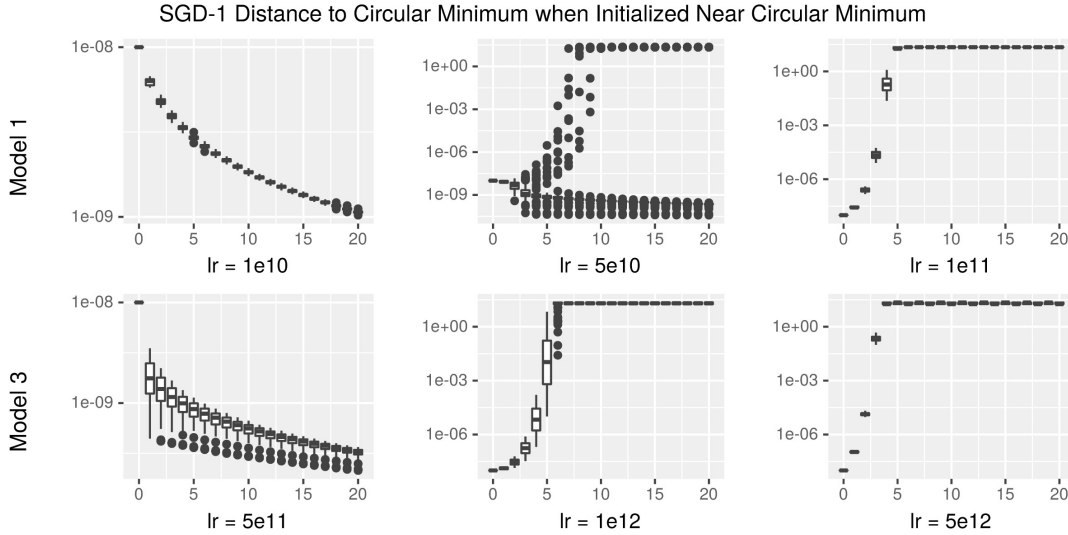 SGD-1 Distance to Circular Minimum when Initialized Near Circular Minimum
Model 1
1e-08
1e-09
0 5 10 15 20
lr = 1e10
1e+00
1e-03
1e-06
1e-09
0 5 10 15 20
lr = 5e10
1e+00
1e-03
1e-06
0 5 10 15 20
lr = 1e11
Model 3
1e-08
1e-09
0 5 10 15 20
lr = 5e11
1e+00
1e-03
1e-06
0 5 10 15 20
lr = 1e12
1e+00
1e-03
1e-06
0 5 10 15 20
lr = 5e12